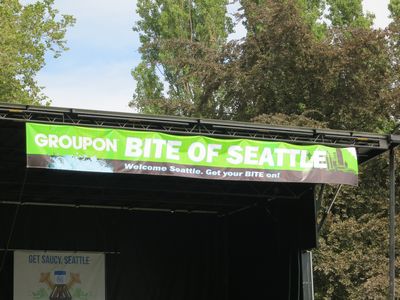 GROUPON BITE OF SEATTLE
Welcome Seattle. Get your BITE on!
GET SAUCY, SEATTLE